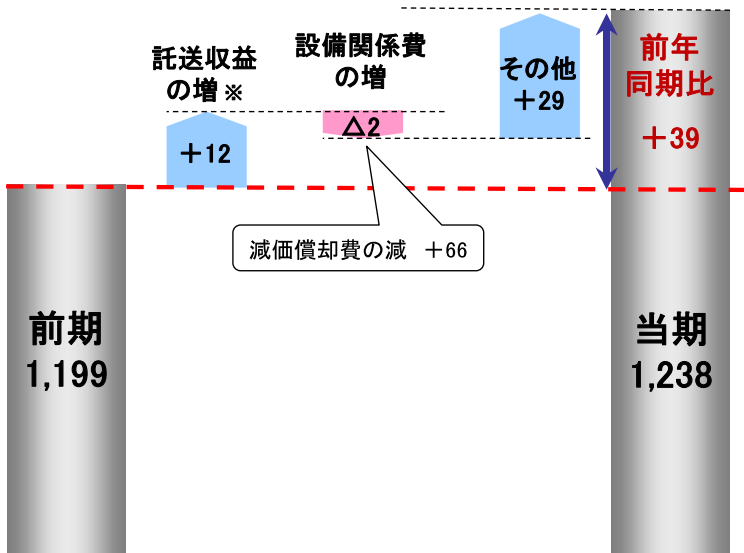 託送収益
の増※
+12
設備関係費
の増
△2
減価償却費の減 +66
その他
+29
前年
同期比
+39
前期
1,199
当期
1,238